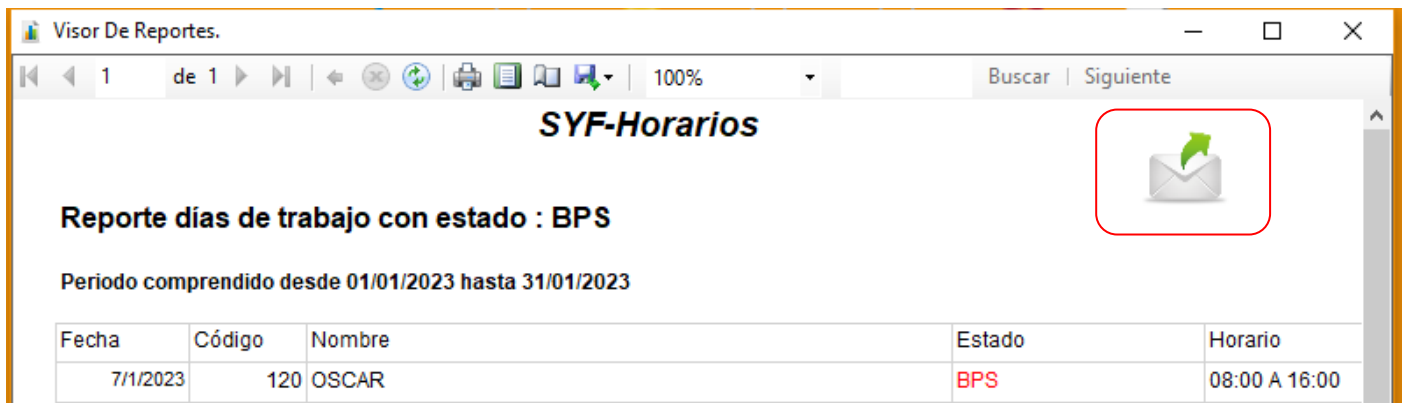 Visor De Reportes.
1 de 1 100% Buscar | Siguiente
SYF-Horarios
Reporte días de trabajo con estado : BPS
Periodo comprendido desde 01/01/2023 hasta 31/01/2023
Fecha Código Nombre Estado Horario
7/1/2023 120 OSCAR BPS 08:00 A 16:00